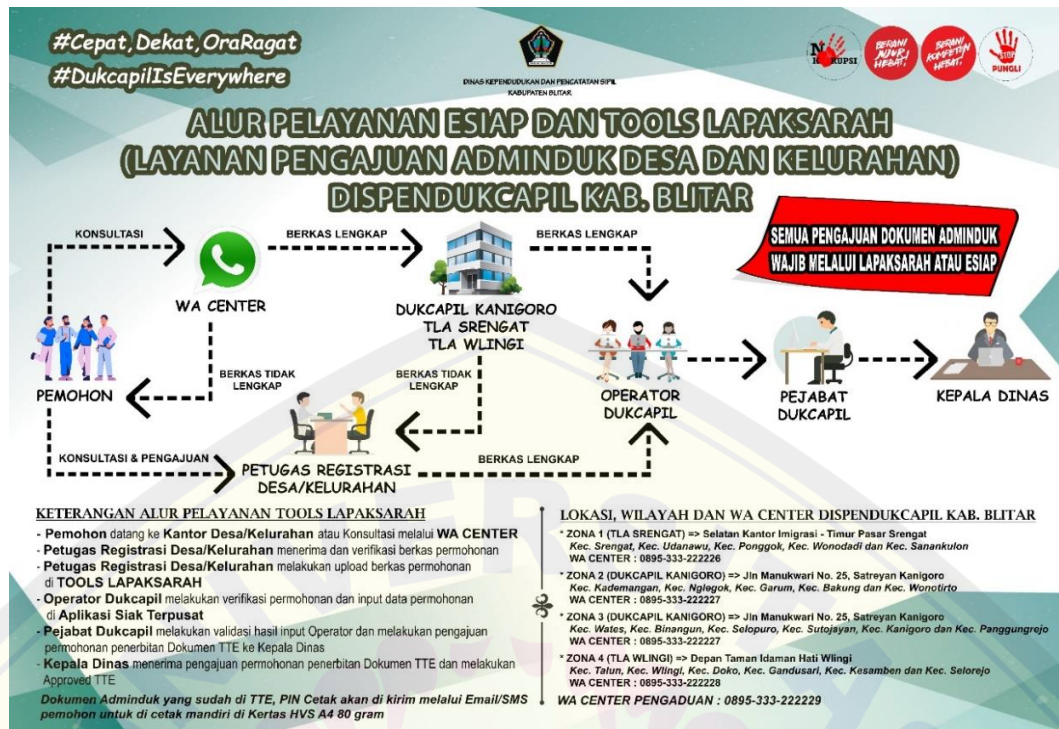 #Cepat,Dekat,OraRagat
#DukcapilIsEverywhere
DINAS KEPENDUDUKAN DAN PENCATATAN SIPIL
KABUPATEN BLITAR
BERANI
JUJUR
HEBAT!
BERANI
KOMPETEN
HEBAT!
STOP
PUNGLI
ALUR PELAYANAN ESIAP DAN TOOLS LAPAKSARAH
(LAYANAN PENGAJUAN ADMINDUK DESA DAN KELURAHAN)
DISPENDUKCAPIL KAB. BLITAR
SEMUA PENGAJUAN DOKUMEN ADMINDUK
WAJIB MELALUI LAPAKSARAH ATAU ESIAP
KONSULTASI
BERKAS LENGKAP
BERKAS LENGKAP
WA CENTER
DUKCAPIL KANIGORO
TLA SRENGAT
TLA WLINGI
BERKAS TIDAK
LENGKAP
BERKAS TIDAK
LENGKAP
PEMOHON
OPERATOR
DUKCAPIL
PEJABAT
DUKCAPIL
KEPALA DINAS
KONSULTASI & PENGAJUAN
PETUGAS REGISTRASI
DESA/KELURAHAN
BERKAS LENGKAP
KETERANGAN ALUR PELAYANAN TOOLS LAPAKSARAH
- Pemohon datang ke Kantor Desa/Kelurahan atau Konsultasi melalui WA CENTER
- Petugas Registrasi Desa/Kelurahan menerima dan verifikasi berkas permohonan
- Petugas Registrasi Desa/Kelurahan melakukan upload berkas permohonan
di TOOLS LAPAKSARAH
- Operator Dukcapil melakukan verifikasi permohonan dan input data permohonan
di Aplikasi Siak Terpusat
- Pejabat Dukcapil melakukan validasi hasil input Operator dan melakukan pengajuan
permohonan penerbitan Dokumen TTE ke Kepala Dinas
- Kepala Dinas menerima pengajuan permohonan penerbitan Dokumen TTE dan melakukan
Approved TTE
Dokumen Adminduk yang sudah di TTE, PIN Cetak akan di kirim melalui Email/SMS
pemohon untuk di cetak mandiri di Kertas HVS A4 80 gram
LOKASI, WILAYAH DAN WA CENTER DISPENDUKCAPIL KAB. BLITAR
* ZONA 1 (TLA SRENGAT) => Selatan Kantor Imigrasi - Timur Pasar Srengat
Kec. Srengat, Kec. Udanawu, Kec. Ponggok, Kec. Wonodadi dan Kec. Sanankulon
WA CENTER : 0895-333-222226
* ZONA 2 (DUKCAPIL KANIGORO) => Jln Manukwari No. 25, Satreyan Kanigoro
Kec. Kademangan, Kec. Nglegok, Kec. Garum, Kec. Bakung dan Kec. Wonotirto
WA CENTER : 0895-333-222227
* ZONA 3 (DUKCAPIL KANIGORO) => Jln Manukwari No. 25, Satreyan Kanigoro
Kec. Wates, Kec. Binangun, Kec. Selopuro, Kec. Sutojayan, Kec. Kanigoro dan Kec. Panggungrejo
WA CENTER : 0895-333-222227
* ZONA 4 (TLA WLINGI) => Depan Taman Idaman Hati Wlingi
Kec. Talun, Kec. Wlingi, Kec. Doko, Kec. Gandusari, Kec. Kesamben dan Kec. Selorejo
WA CENTER : 0895-333-222228
WA CENTER PENGADUAN : 0895-333-222229